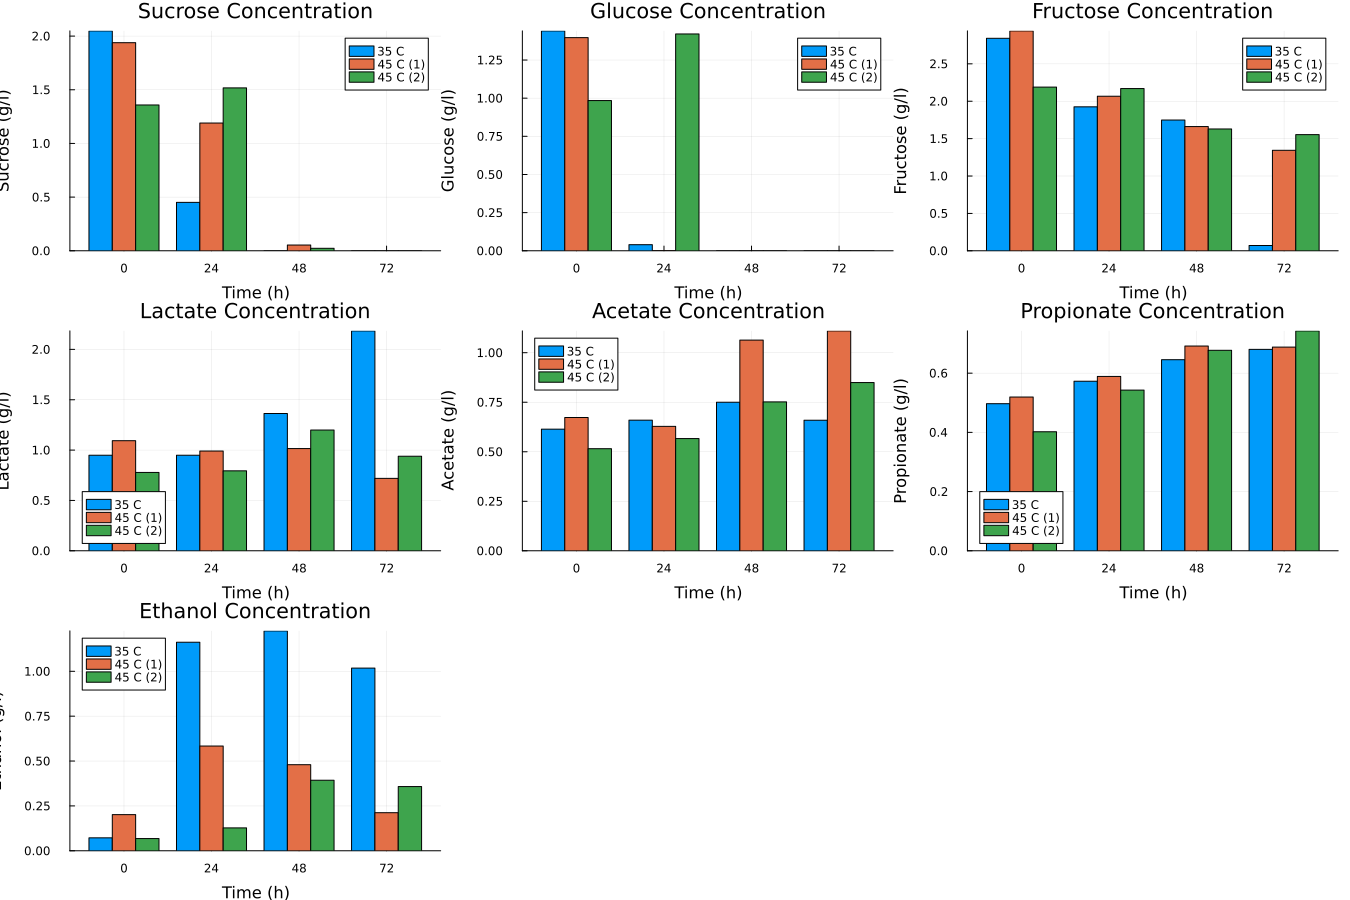 Sucrose Concentration
Sucrose (g/l)
2.0
1.5
1.0
0.5
0.0
35 C
45 C (1)
45 C (2)
0 24 48 72
Time (h)
Glucose Concentration
Glucose (g/l)
1.25
1.00
0.75
0.50
0.25
0.00
35 C
45 C (1)
45 C (2)
0 24 48 72
Time (h)
Fructose Concentration
Fructose (g/l)
2.5
2.0
1.5
1.0
0.5
0.0
35 C
45 C (1)
45 C (2)
0 24 48 72
Time (h)
Lactate Concentration
Lactate (g/l)
2.0
1.5
1.0
0.5
0.0
35 C
45 C (1)
45 C (2)
0 24 48 72
Time (h)
Acetate Concentration
Acetate (g/l)
1.00
0.75
0.50
0.25
0.00
35 C
45 C (1)
45 C (2)
0 24 48 72
Time (h)
Propionate Concentration
Propionate (g/l)
0.6
0.4
0.2
0.0
35 C
45 C (1)
45 C (2)
0 24 48 72
Time (h)
Ethanol Concentration
1.00
0.75
0.50
0.25
0.00
35 C
45 C (1)
45 C (2)
0 24 48 72
Time (h)